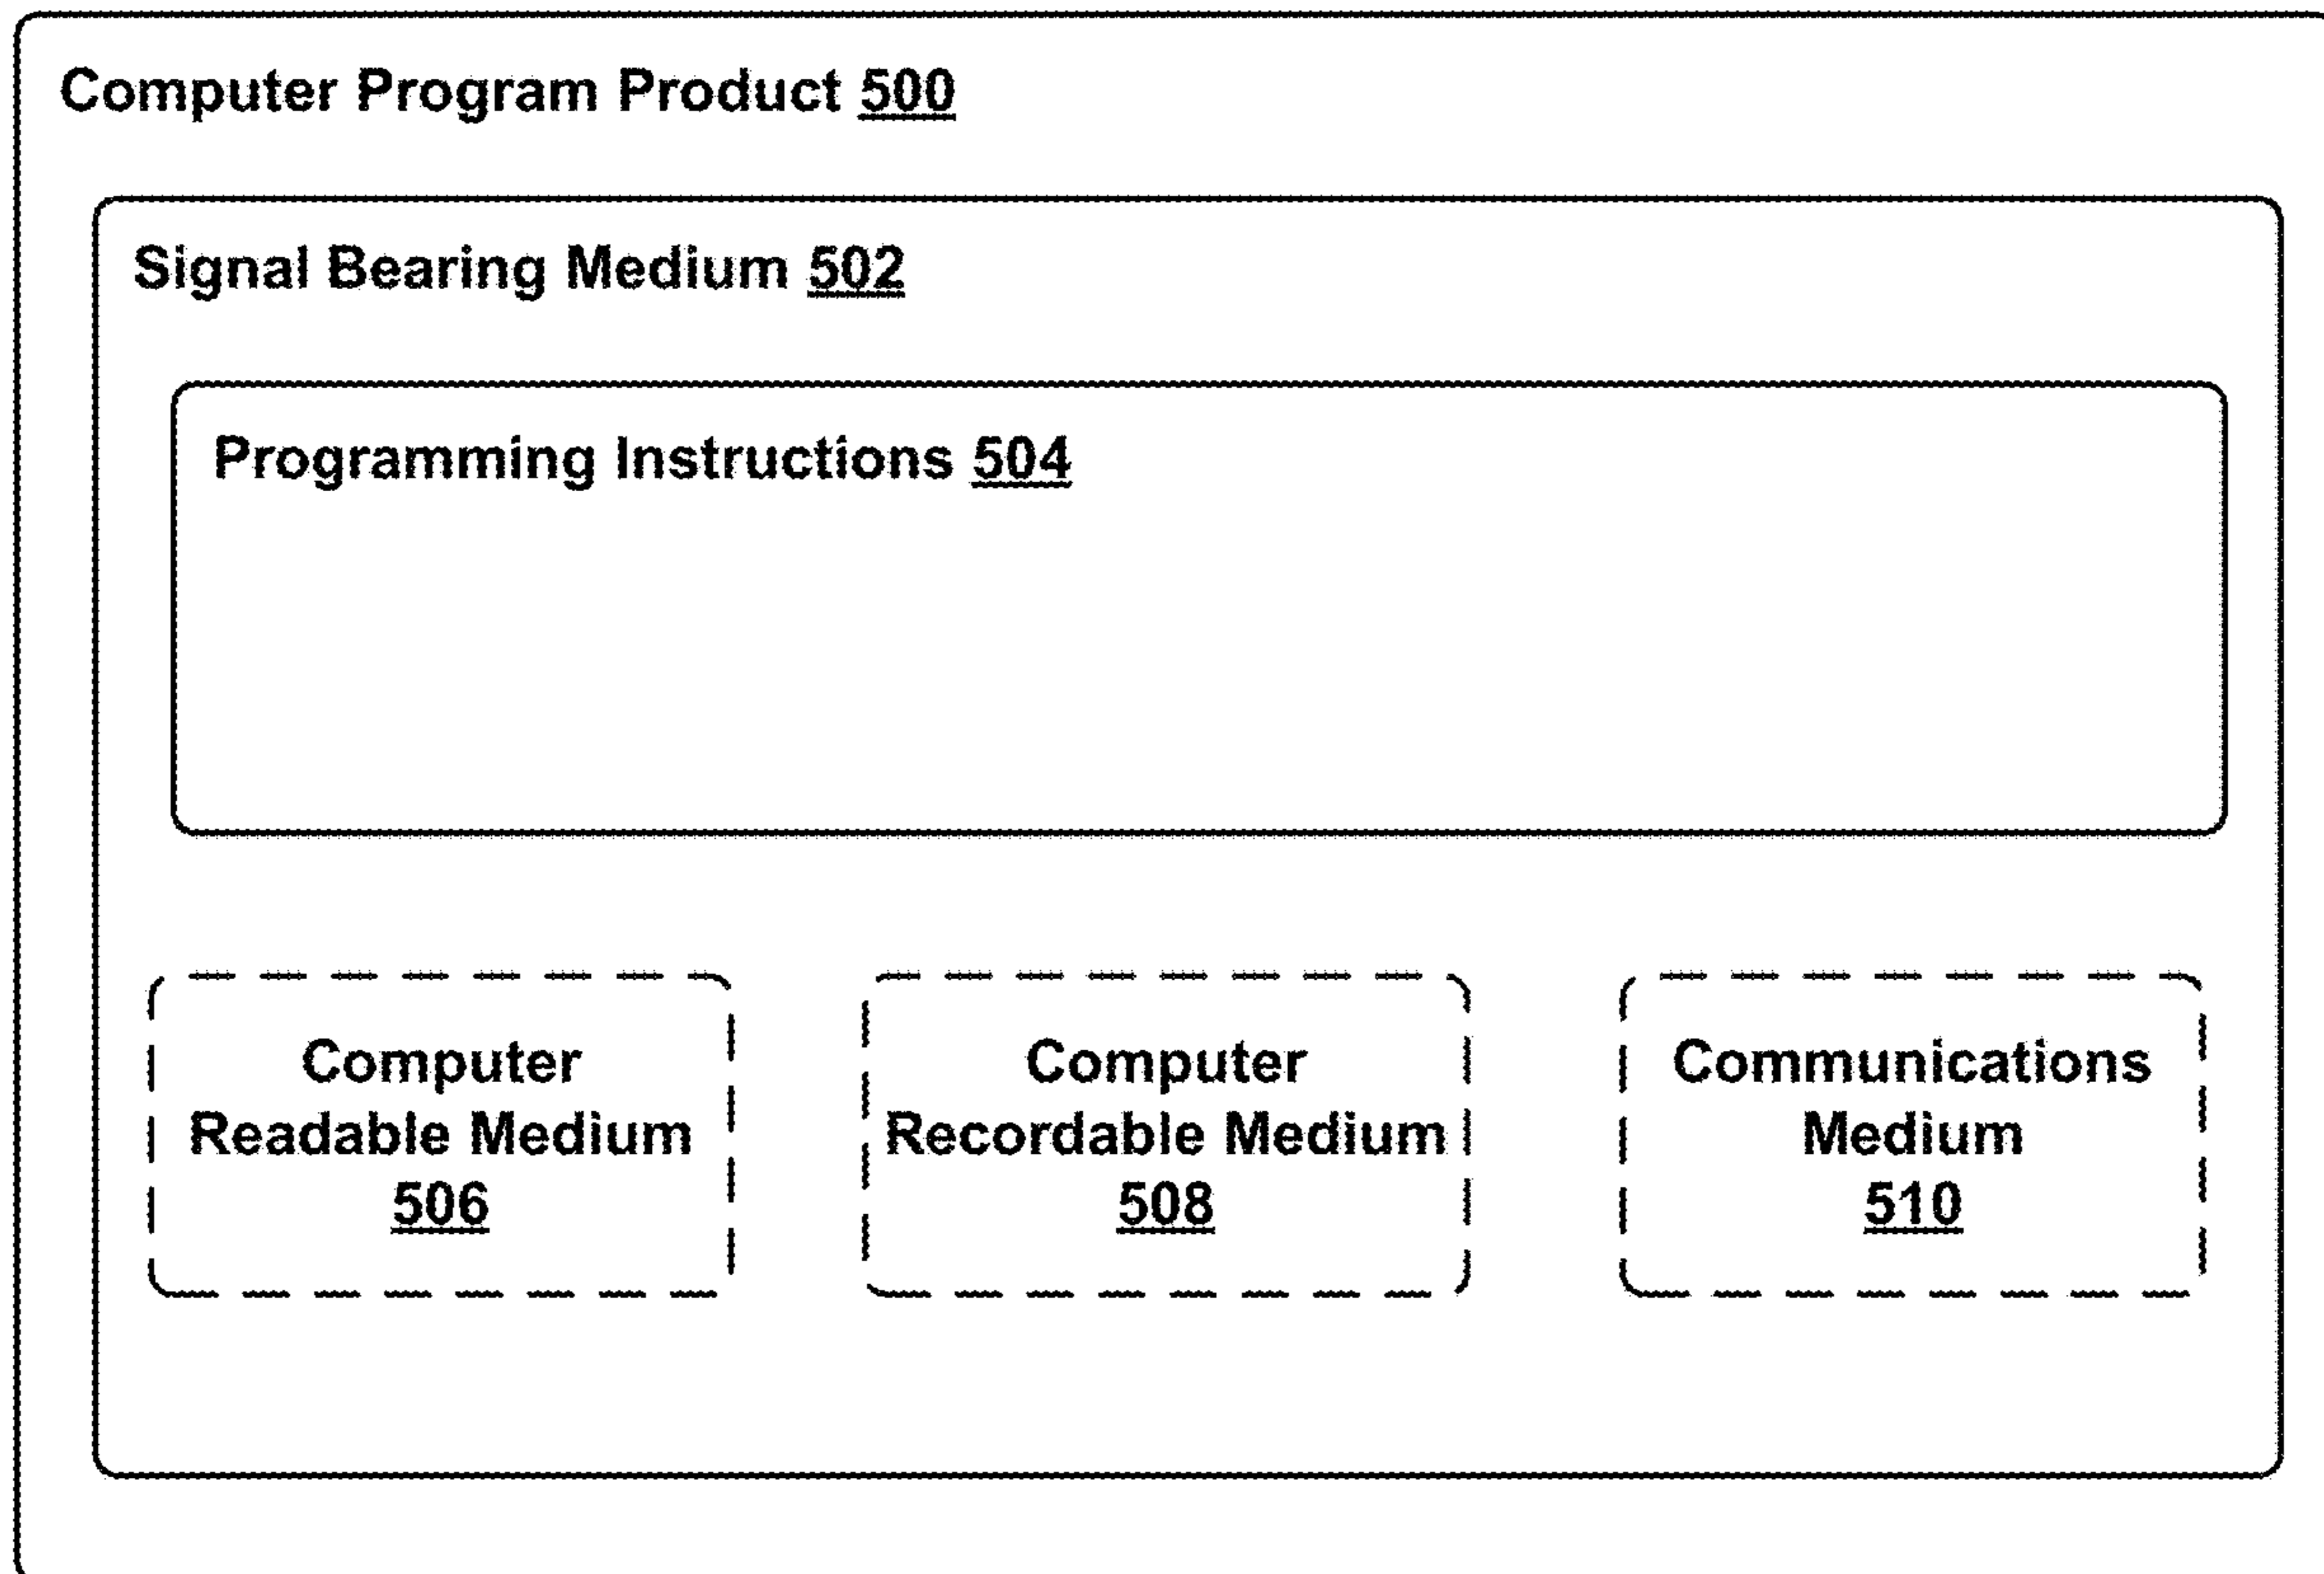 Computer Program Product 500
Signal Bearing Medium 502
Programming Instructions 504
Computer
Readable Medium
506
Computer
Recordable Medium
508
Communications
Medium
510